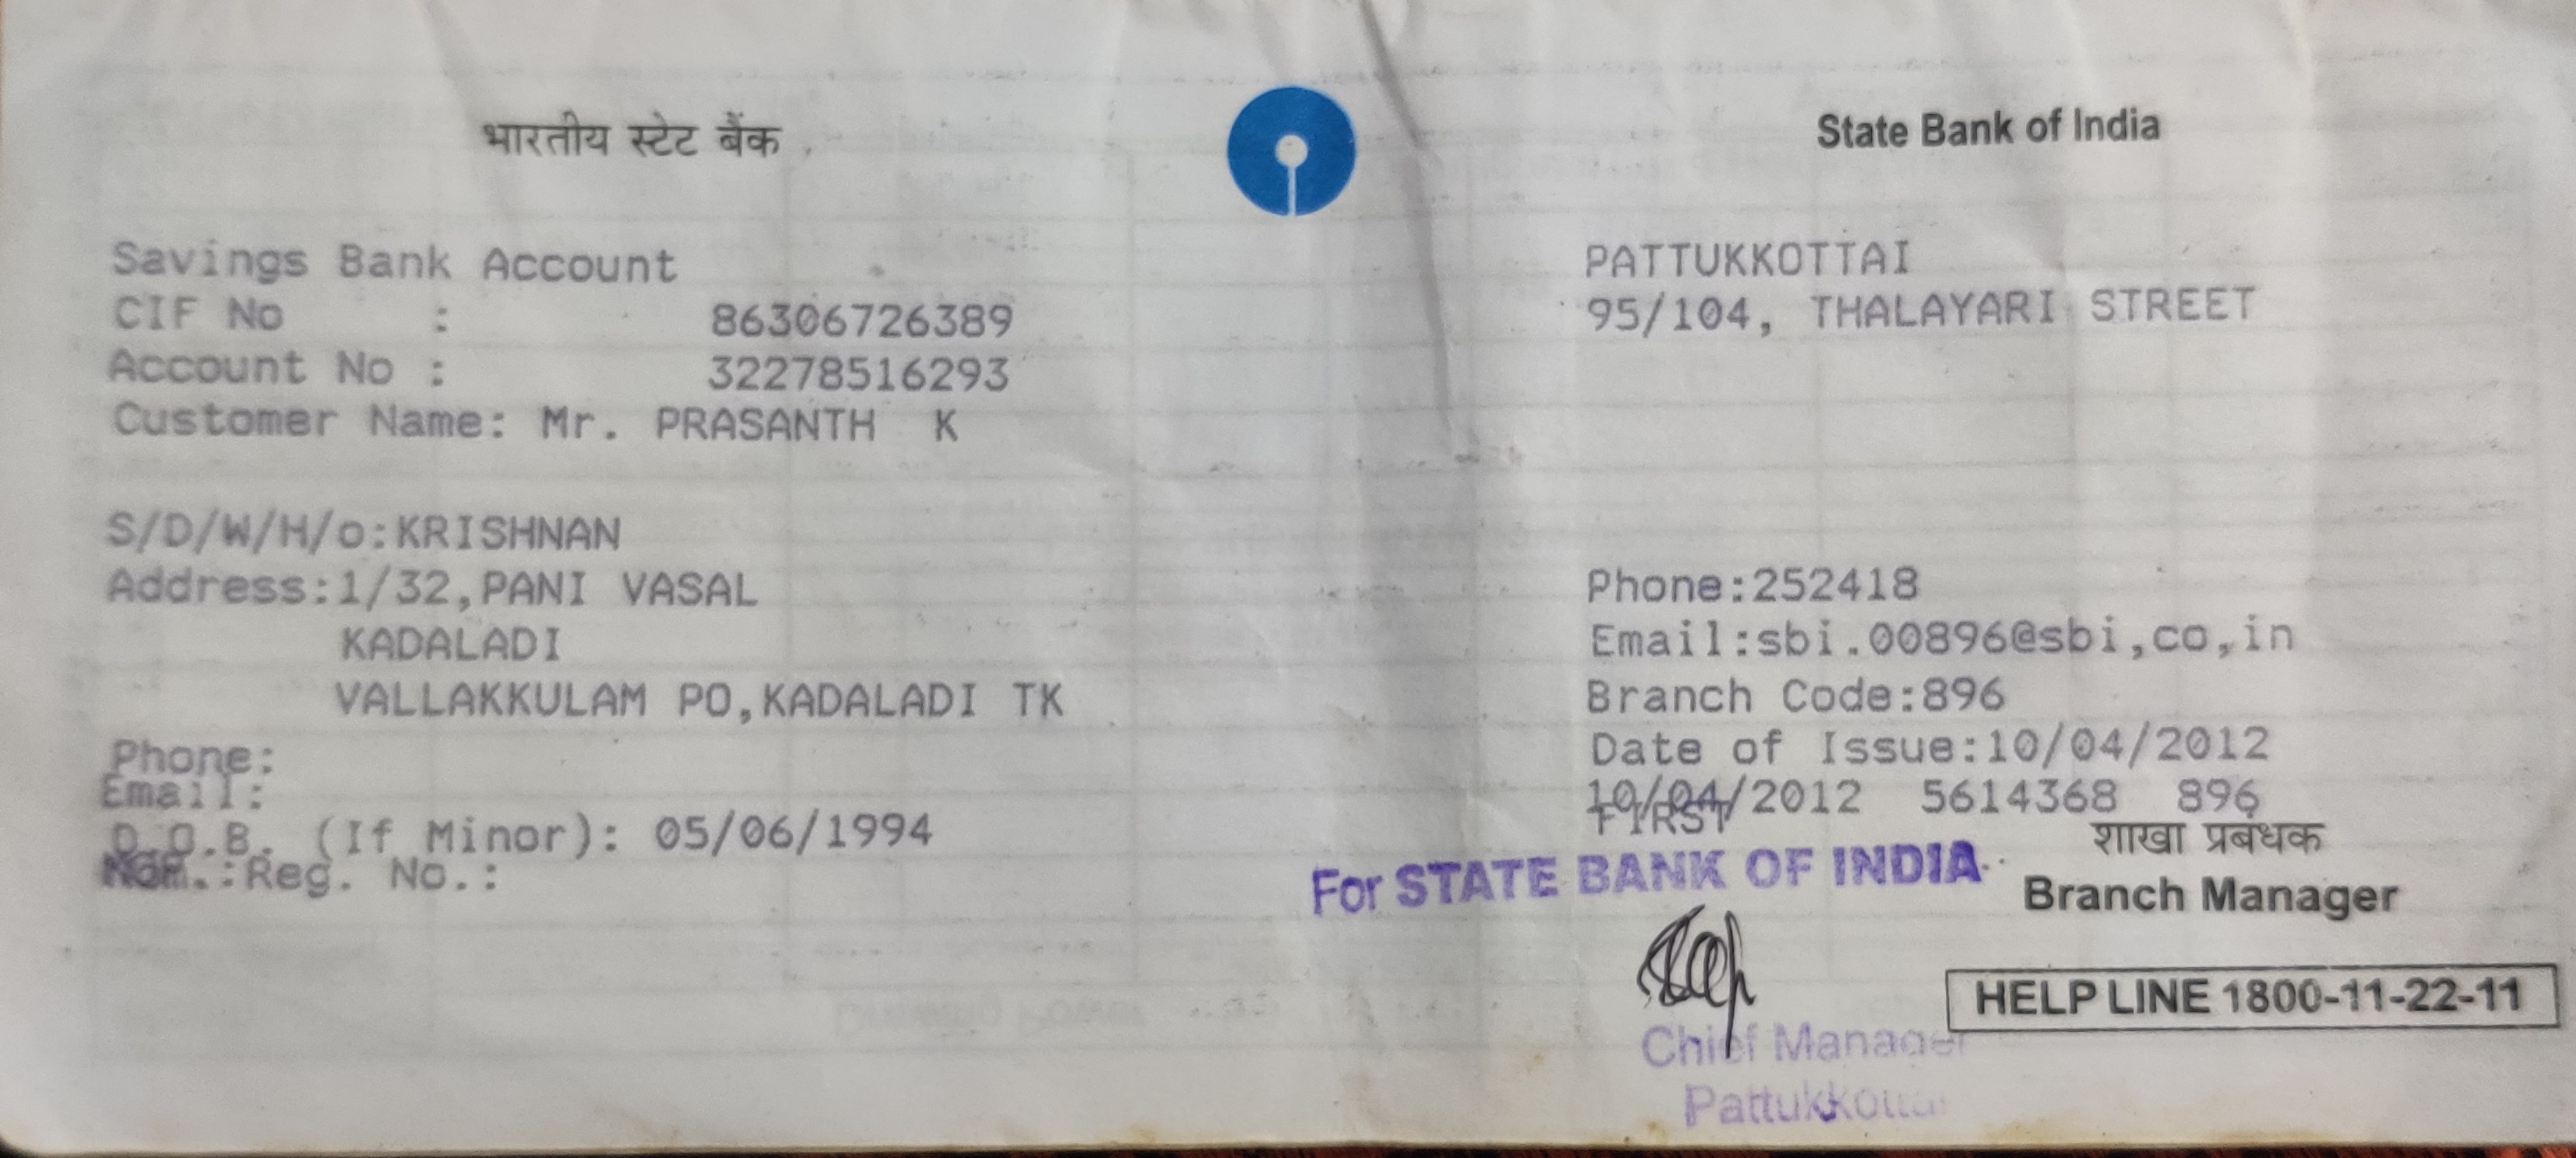 भारतीय स्टेट बैंक
State Bank of India
Savings Bank Account
CIF No : 86306726389
Account No : 32278516293
Customer Name: Mr. PRASANTH K
S/D/W/H/o:KRISHNAN
Address:1/32,PANI VASAL
KADALADI
VALLAKKULAM PO,KADALADI TK
Phone:
Email:
D.O.B. (If Minor): 05/06/1994
Reg. No.:
PATTUKKOTTAI
95/104, THALAYARI STREET
Phone:252418
Email:sbi.00896@sbi,co,in
Branch Code:896
Date of Issue:10/04/2012
10/04/2012 5614368 896
FIRST
शाखा प्रबंधक
For STATE BANK OF INDIA
Branch Manager
HELP LINE 1800-11-22-11
Chief Manager